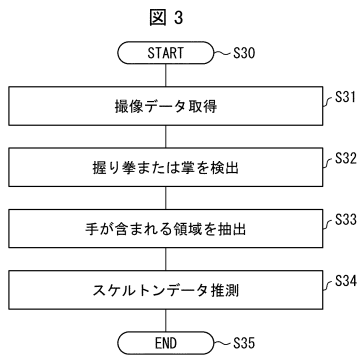 図 3
START
S30
撮像データ取得
S31
握り拳または掌を検出
S32
手が含まれる領域を抽出
S33
スケルトンデータ推測
S34
END
S35